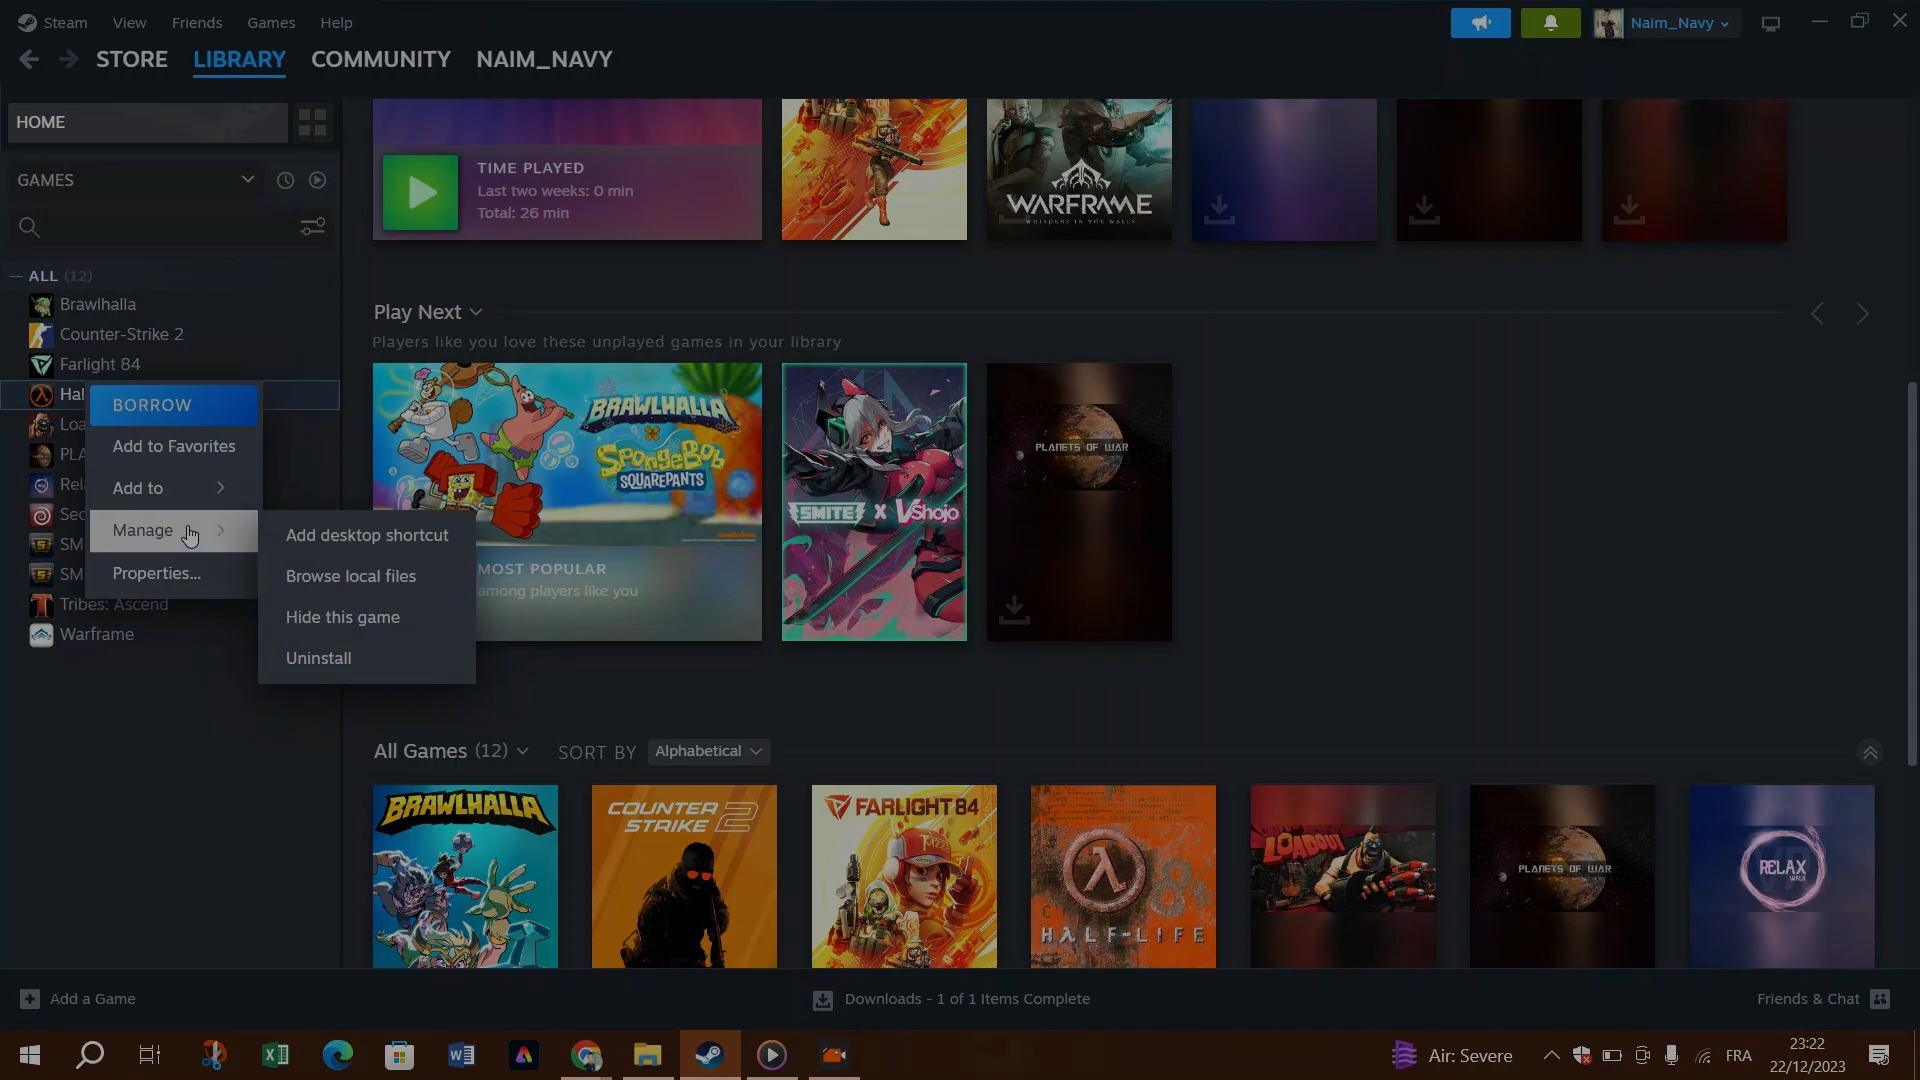 Steam View Friends Games Help
Naim_Navy
STORE LIBRARY COMMUNITY NAIM_NAVY
HOME
GAMES
ALL (12)
Brawlhalla
Counter-Strike 2
Farlight 84
Hal
Loa
PLA
Rel
Sec
SM
SM
Tribes: Ascend
Warframe
BORROW
Add to Favorites
Add to
Manage
Properties...
Add desktop shortcut
Browse local files
Hide this game
Uninstall
TIME PLAYED
Last two weeks: 0 min
Total: 26 min
WARFRAME
WHISPERS IN THE WALLS
Play Next
Players like you love these unplayed games in your library
BRAWLHALLA
SPONGEBOB
SQUAREPANTS
MOST POPULAR
among players like you
SMITE X VShojo
PLANETS OF WAR
All Games (12) SORT BY Alphabetical
BRAWLHALLA
COUNTER
STRIKE 2
FARLIGHT 84
HALF-LIFE
LOADOUT
PLANETS OF WAR
RELAX
WALK
Add a Game
Downloads - 1 of 1 Items Complete
Friends & Chat
Air: Severe
FRA
23:22
22/12/2023